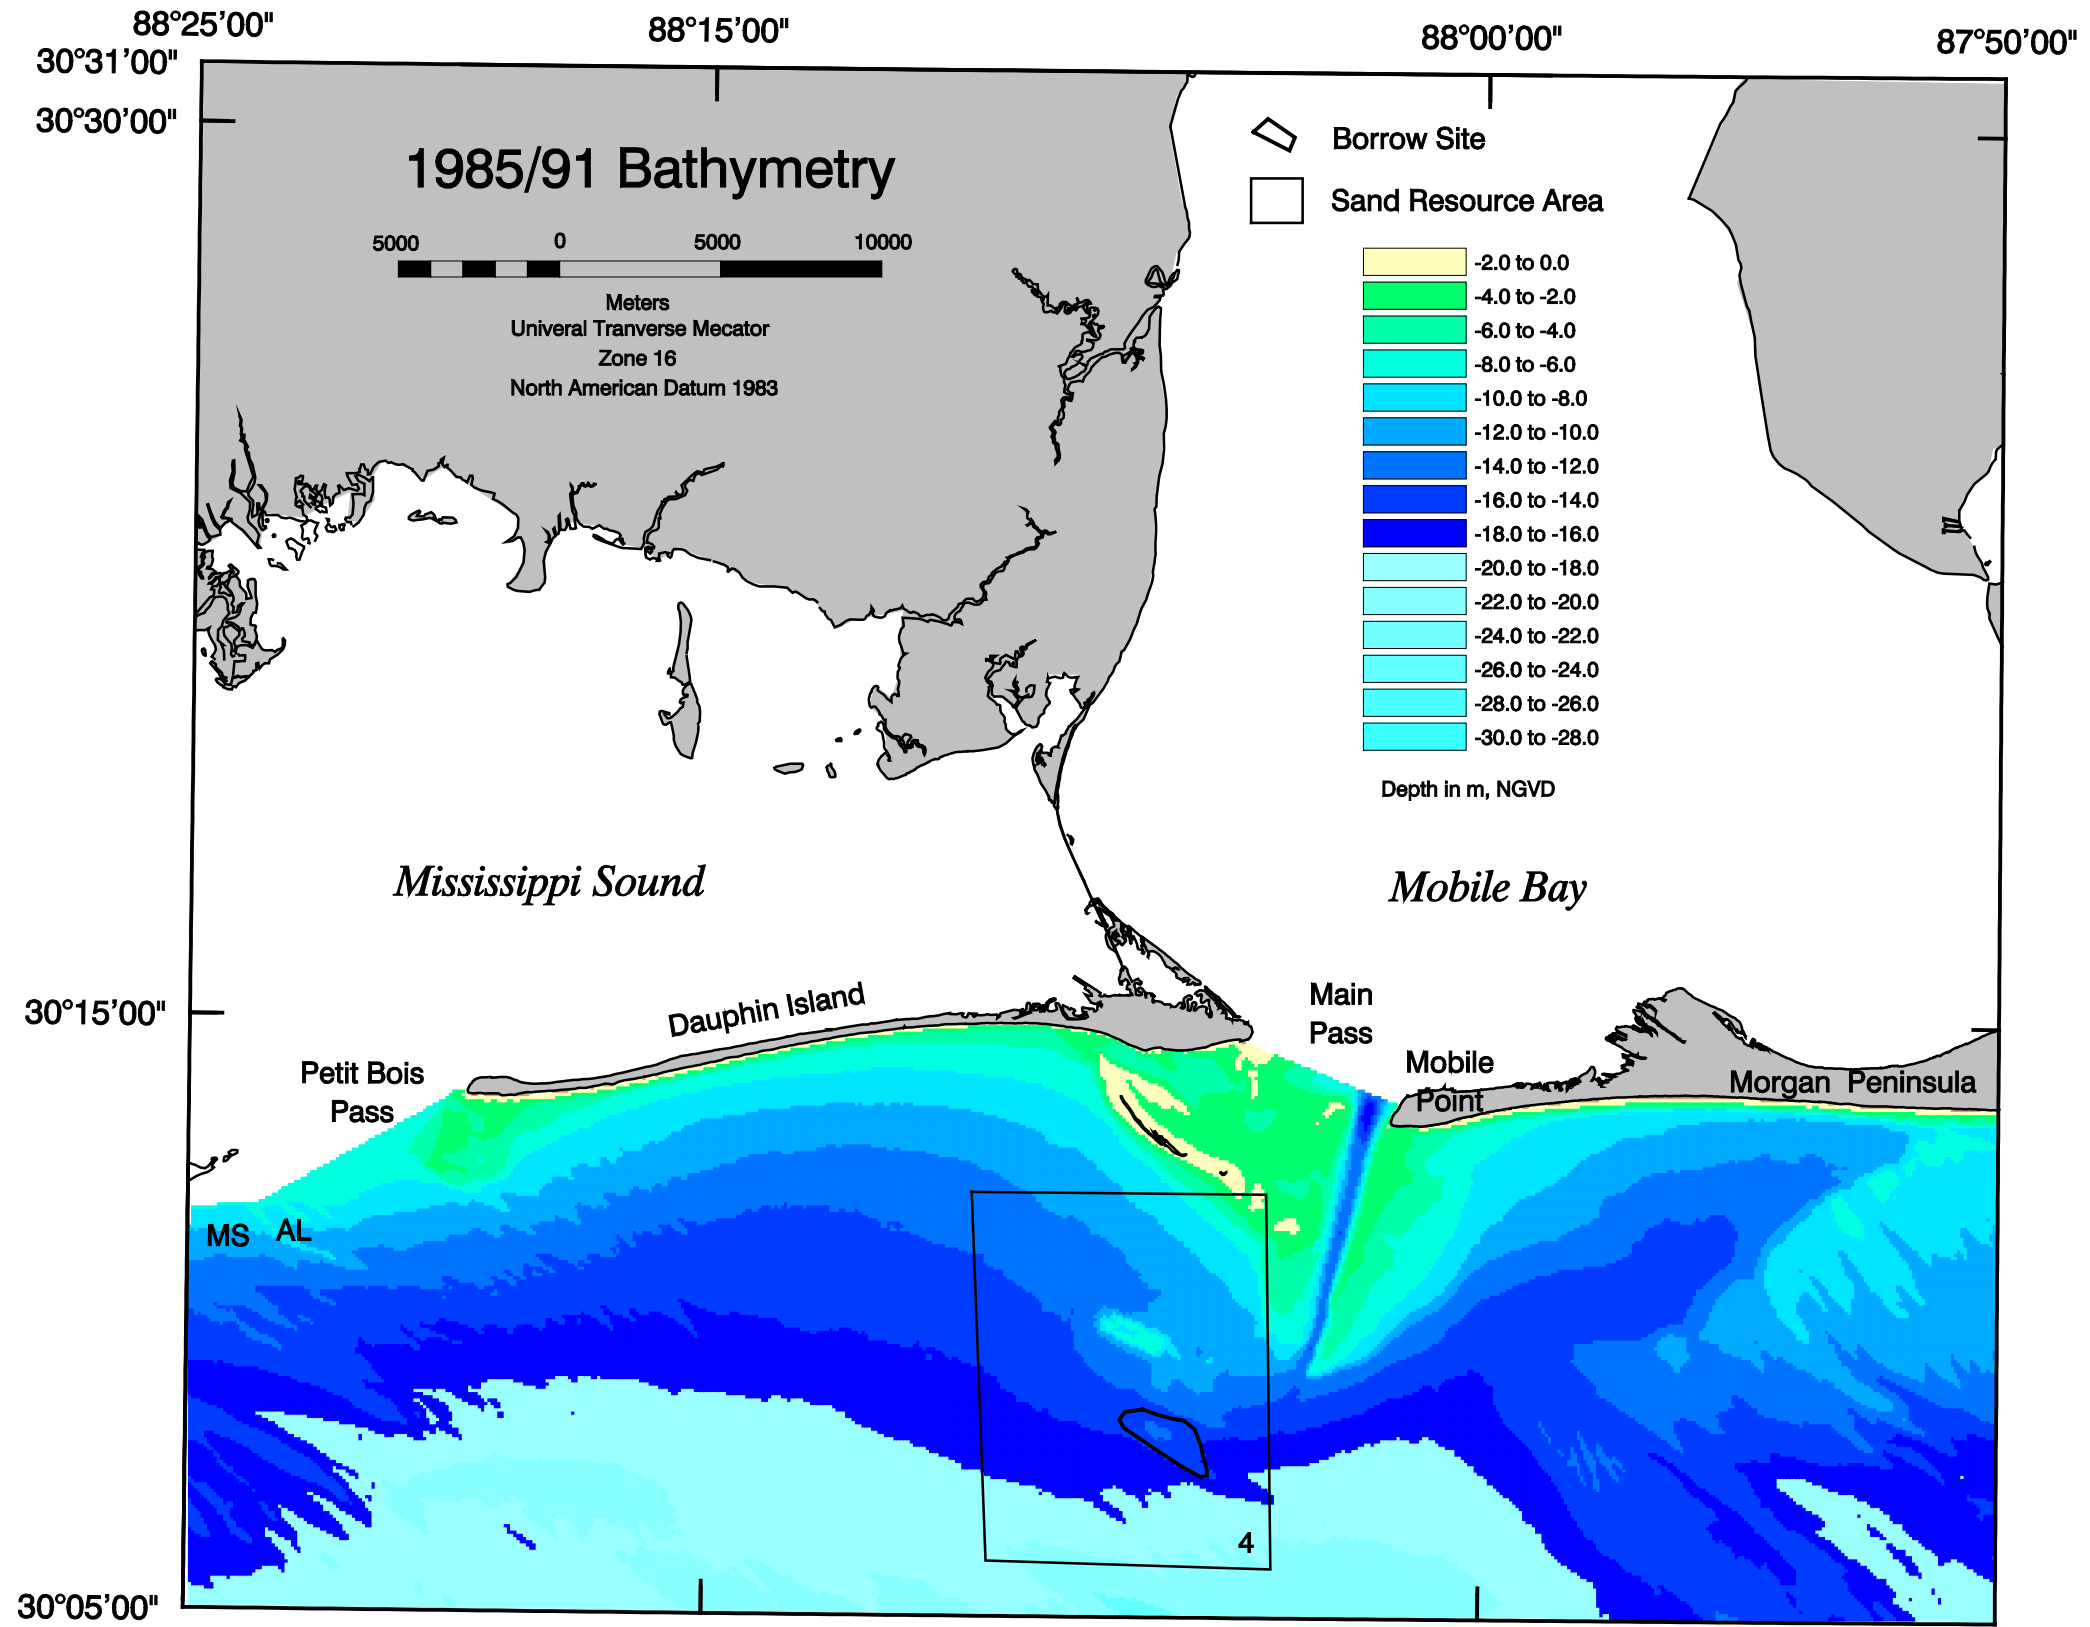 88°25'00" 88°15'00" 88°00'00" 87°50'00"
30°31'00"
30°30'00"
1985/91 Bathymetry
5000 0 5000 10000
Meters
Univeral Tranverse Mecator
Zone 16
North American Datum 1983
Borrow Site
Sand Resource Area
-2.0 to 0.0
-4.0 to -2.0
-6.0 to -4.0
-8.0 to -6.0
-10.0 to -8.0
-12.0 to -10.0
-14.0 to -12.0
-16.0 to -14.0
-18.0 to -16.0
-20.0 to -18.0
-22.0 to -20.0
-24.0 to -22.0
-26.0 to -24.0
-28.0 to -26.0
-30.0 to -28.0
Depth in m, NGVD
Mississippi Sound
Mobile Bay
30°15'00"
Dauphin Island
Main
Pass
Petit Bois
Pass
Mobile
Point
Morgan Peninsula
MS AL
4
30°05'00"